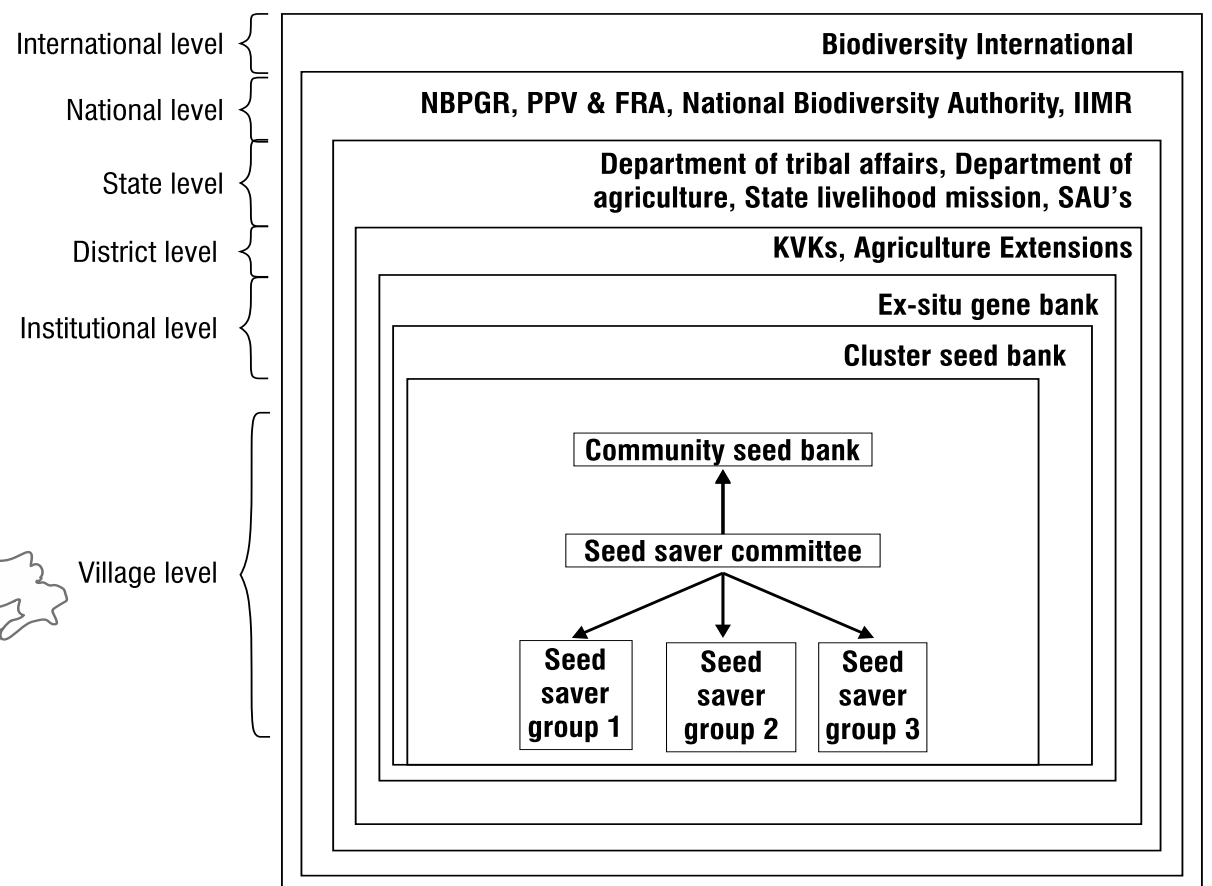 International level
Biodiversity International
National level
NBPGR, PPV & FRA, National Biodiversity Authority, IIMR
State level
Department of tribal affairs, Department of
agriculture, State livelihood mission, SAU's
District level
KVKs, Agriculture Extensions
Institutional level
Ex-situ gene bank
Cluster seed bank
Village level
Community seed bank
Seed saver committee
Seed
saver
group 1
Seed
saver
group 2
Seed
saver
group 3